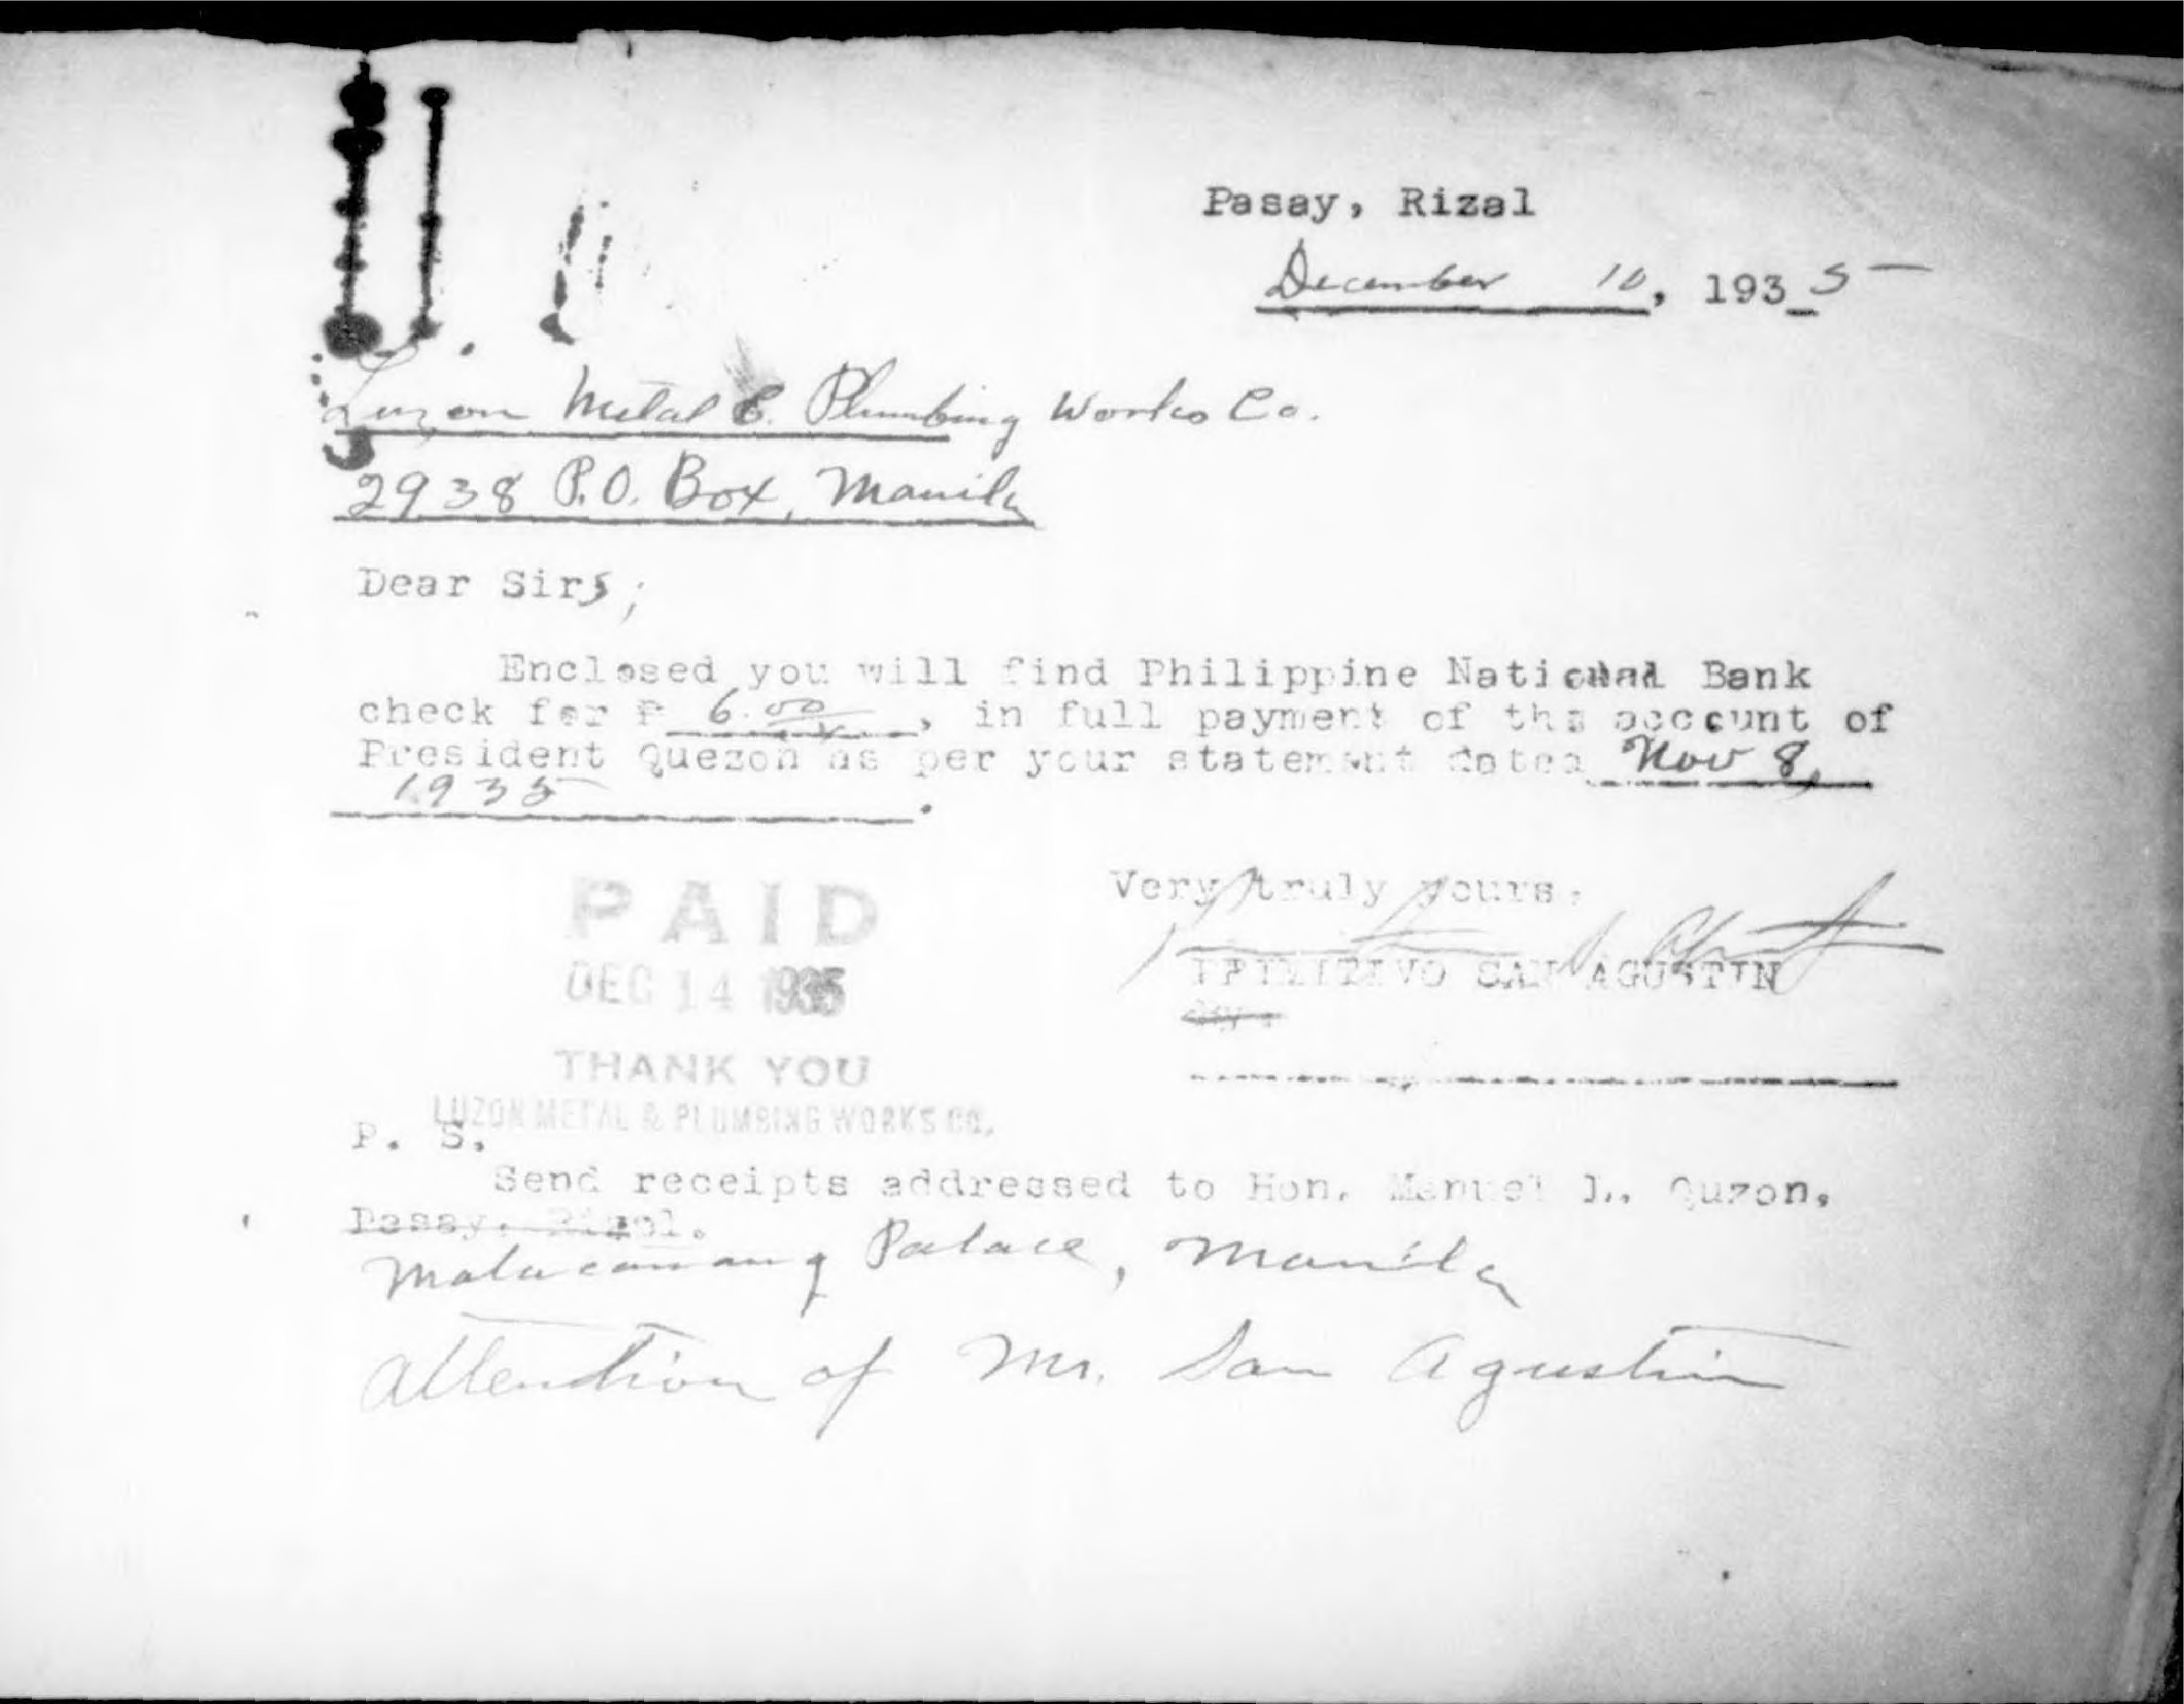 Pasay, Rizal
December 10, 1935
Luzon Metal & Plumbing Works Co.
2938 P.O. Box, Manila
Dear Sirs;
Enclosed you will find Philippine National Bank
check for ₱ 6.00, in full payment of the account of
President Quezon as per your statement dated Nov 8,
1935.
PAID
DEC 14 1935
THANK YOU
LUZON METAL & PLUMBING WORKS CO.
Very truly yours,
PRIMITIVO SAN AGUSTIN
P. S.
Send receipts addressed to Hon. Manuel L. Quzon,
Pasay, Rizal.
Malacanang Palace, Manila
attention of Mr. San Agustin